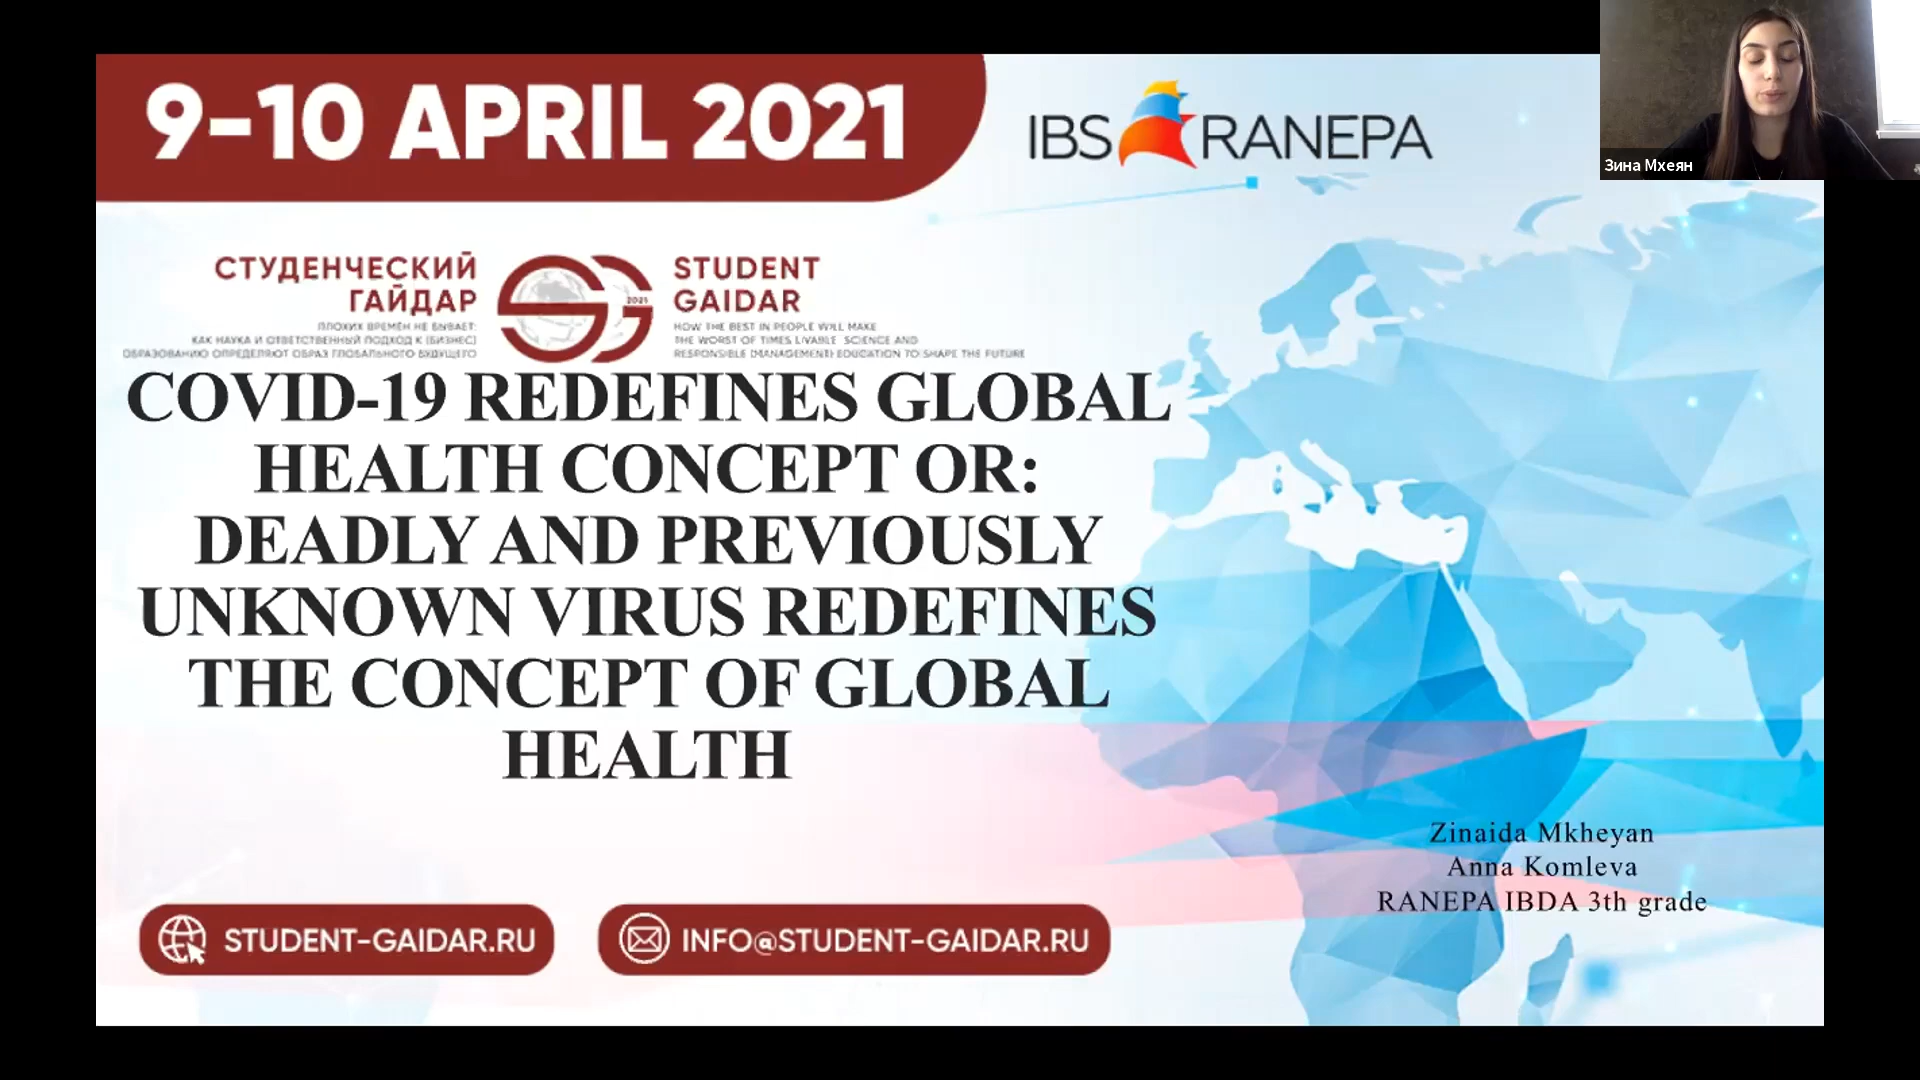 9-10 APRIL 2021
IBS RANEPA
Зина Мхеян
СТУДЕНЧЕСКИЙ
ГАЙДАР
ПЛОХИХ ВРЕМЁН НЕ БЫВАЕТ:
КАК НАУКА И ОТВЕТСТВЕННЫЙ ПОДХОД К (БИЗНЕС)
ОБРАЗОВАНИЮ ОПРЕДЕЛЯЮТ ОБРАЗ ГЛОБАЛЬНОГО БУДУЩЕГО
2021
STUDENT
GAIDAR
HOW THE BEST IN PEOPLE WILL MAKE
THE WORST OF TIMES LIVABLE SCIENCE AND
RESPONSIBLE (MANAGEMENT) EDUCATION TO SHAPE THE FUTURE
COVID-19 REDEFINES GLOBAL
HEALTH CONCEPT OR:
DEADLY AND PREVIOUSLY
UNKNOWN VIRUS REDEFINES
THE CONCEPT OF GLOBAL
HEALTH
Zinaida Mkheyan
Anna Komleva
RANEPA IBDA 3th grade
STUDENT-GAIDAR.RU
INFO@STUDENT-GAIDAR.RU